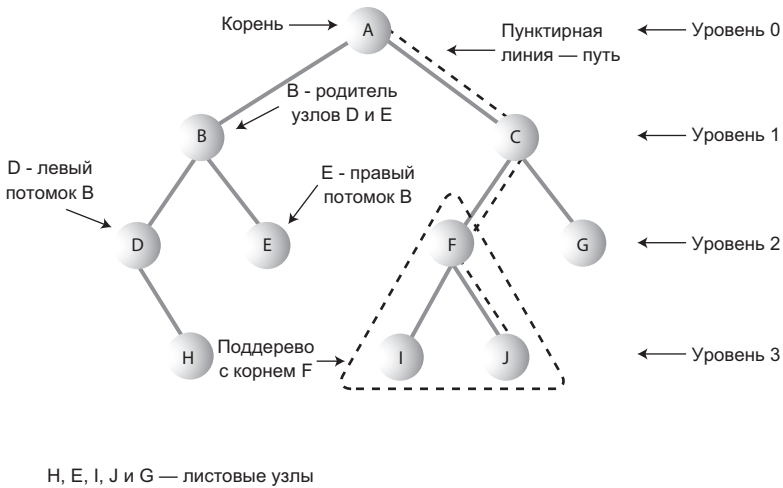 Корень
A
Пунктирная
линия — путь
Уровень 0
B - родитель
узлов D и E
B
C
Уровень 1
D - левый
потомок B
E - правый
потомок B
D
E
F
G
Уровень 2
H
Поддерево
с корнем F
I
J
Уровень 3
H, E, I, J и G — листовые узлы